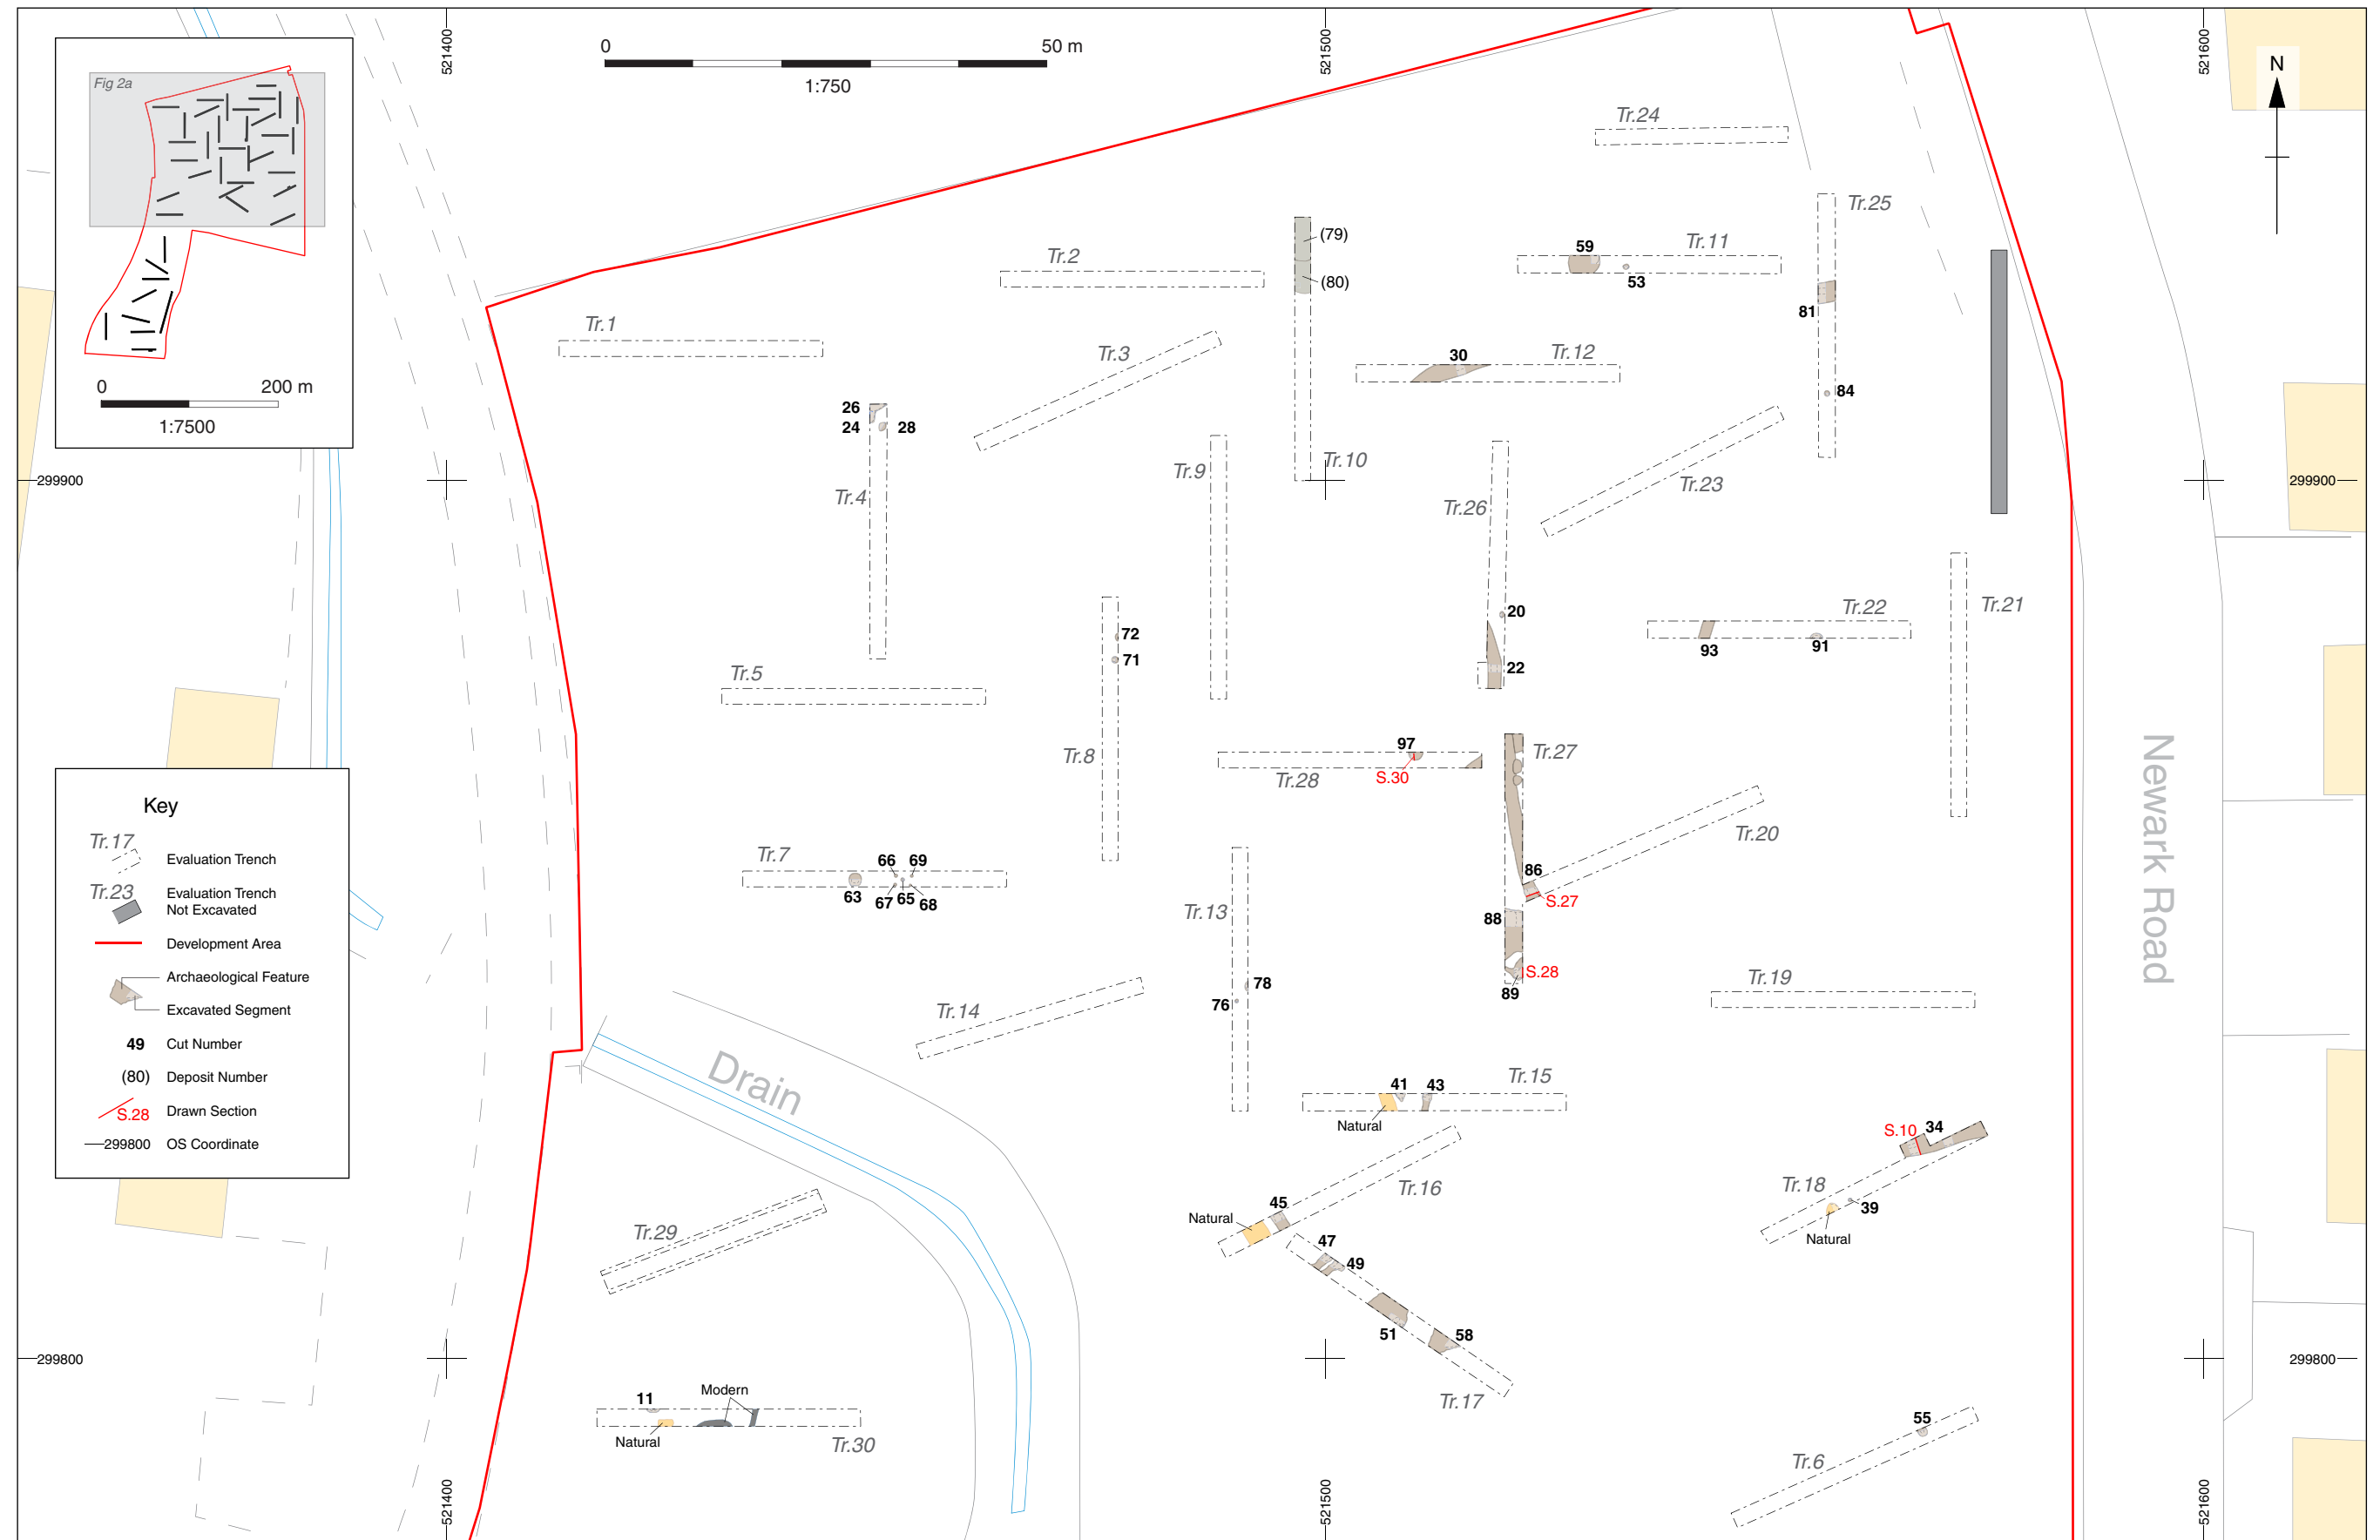 Fig 2a
0 200 m
1:7500
521400
0 50 m
1:750
521500
521600
N
Tr.24
Tr.25
(79)
(80)
Tr.2
59
Tr.11
53
81
Tr.1
Tr.3
30
Tr.12
84
26
24
28
Tr.10
Tr.9
Tr.4
Tr.26
Tr.23
299900
299900
20
Tr.22
Tr.21
72
71
93
91
22
Tr.5
97
Tr.27
S.30
Tr.28
Tr.8
Tr.20
Newark Road
Tr.7
66
69
63
67
65
68
86
S.27
Tr.13
88
S.28
89
78
76
Tr.19
Tr.14
Drain
41
43
Tr.15
Natural
S.10
34
Tr.16
Tr.18
39
Natural
45
Natural
47
49
Tr.29
51
58
Tr.17
299800
299800
11
Modern
Natural
Tr.30
55
Tr.6
521400
521500
521600
Key
Tr.17
Evaluation Trench
Tr.23
Evaluation Trench
Not Excavated
Development Area
Archaeological Feature
Excavated Segment
49 Cut Number
(80) Deposit Number
S.28 Drawn Section
299800 OS Coordinate